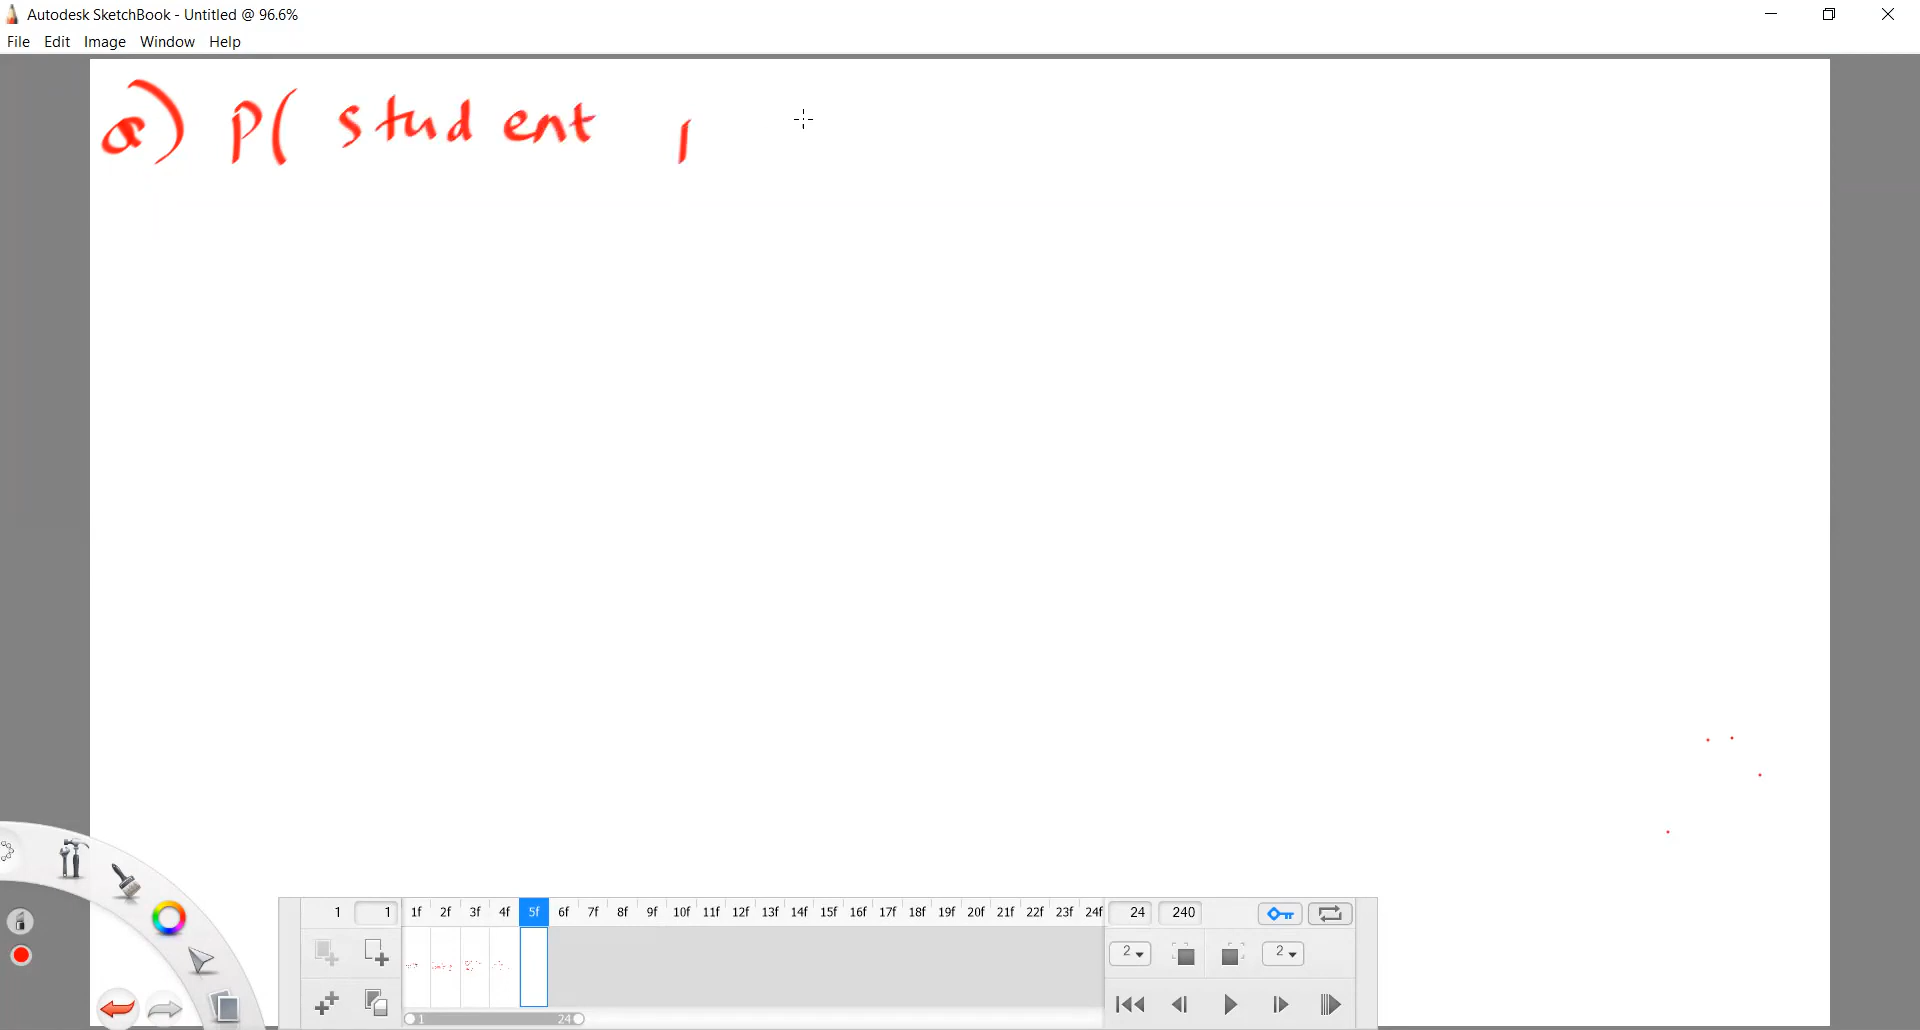 Autodesk SketchBook - Untitled @ 96.6%
File Edit Image Window Help
a) P( student
1 1 1f 2f 3f 4f 5f 6f 7f 8f 9f 10f 11f 12f 13f 14f 15f 16f 17f 18f 19f 20f 21f 22f 23f 24f 24 240
2 2
1 24